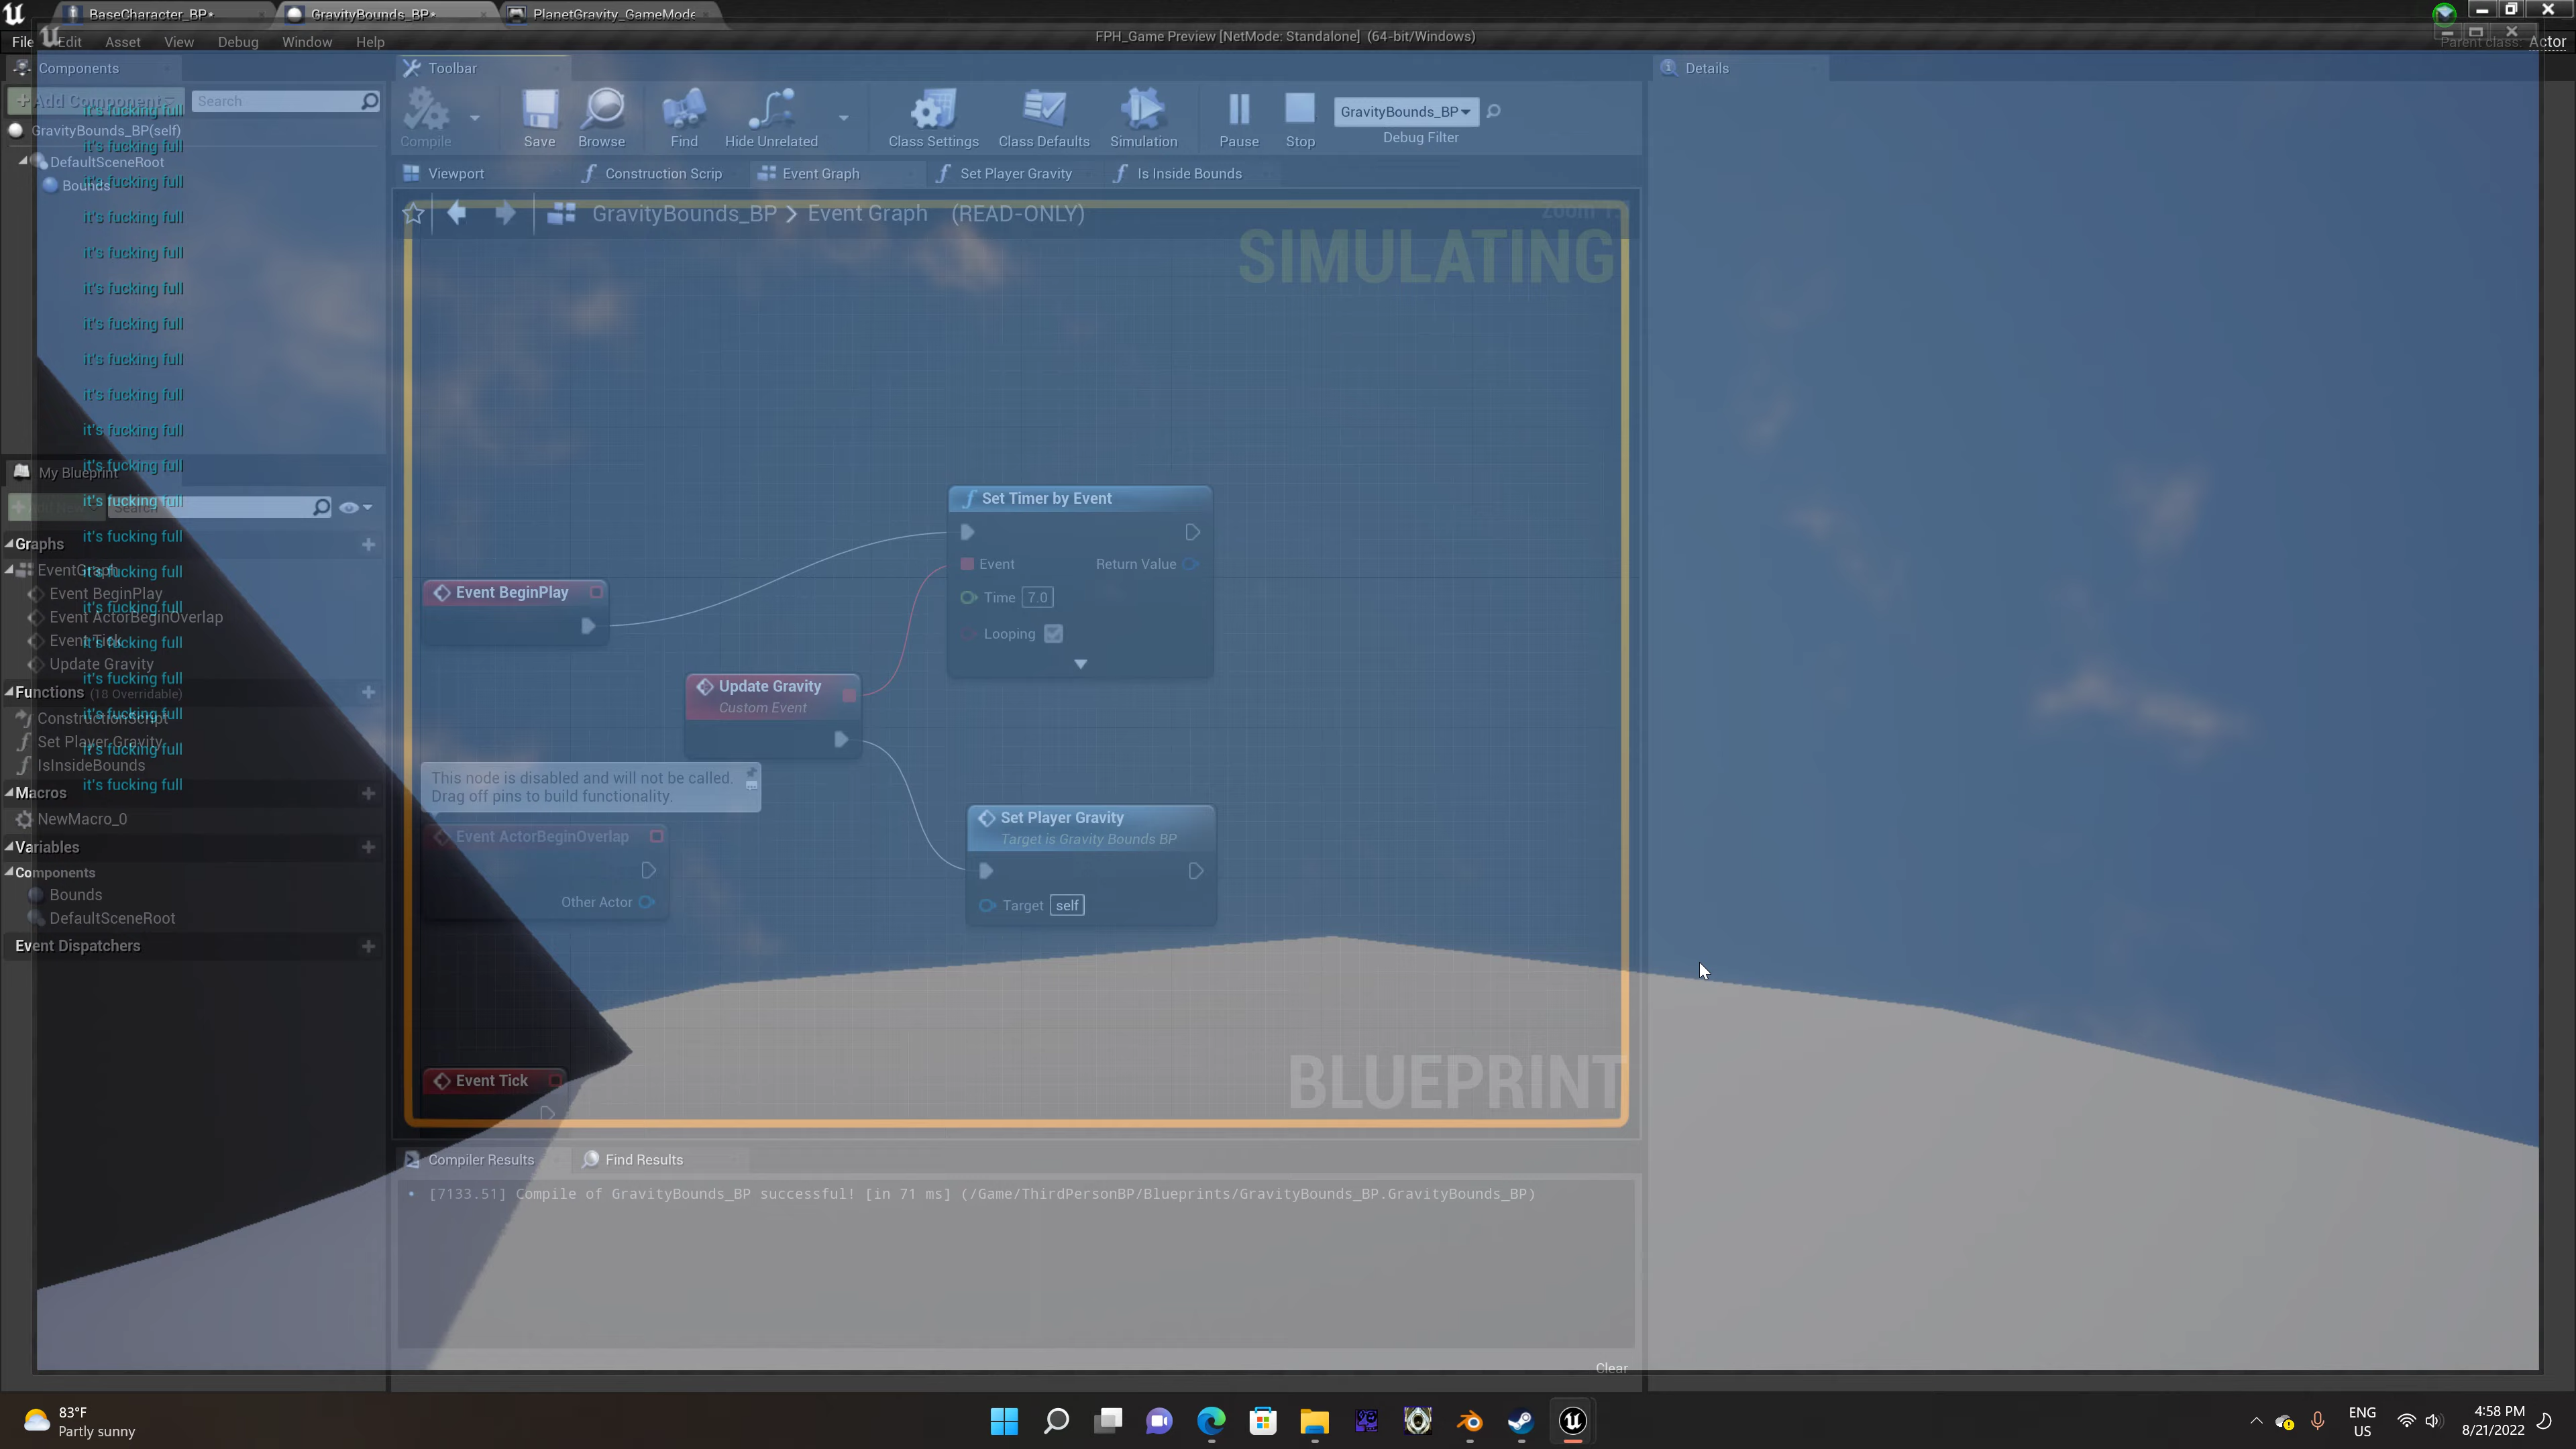 BaseCharacter_BP*
GravityBounds_BP*
PlanetGravity_GameMode
File Edit Asset View Debug Window Help
FPH_Game Preview [NetMode: Standalone] (64-bit/Windows)
Parent class: Actor
Components
Toolbar
Details
Add Component
Search
it's fucking full
GravityBounds_BP(self)
it's fucking full
DefaultSceneRoot
it's fucking full
Bounds
it's fucking full
it's fucking full
it's fucking full
it's fucking full
it's fucking full
it's fucking full
it's fucking full
it's fucking full
My Blueprint
it's fucking full
Search
it's fucking full
Graphs
EventGraph
it's fucking full
Event BeginPlay
it's fucking full
Event ActorBeginOverlap
Event Tick
it's fucking full
Update Gravity
it's fucking full
Functions (18 Overridable)
ConstructionScript
it's fucking full
Set Player Gravity
it's fucking full
IsInsideBounds
it's fucking full
Macros
NewMacro_0
Variables
Components
Bounds
DefaultSceneRoot
Event Dispatchers
Compile
Save
Browse
Find
Hide Unrelated
Class Settings
Class Defaults
Simulation
Pause
Stop
GravityBounds_BP
Debug Filter
Viewport
Construction Scrip
Event Graph
Set Player Gravity
Is Inside Bounds
GravityBounds_BP > Event Graph (READ-ONLY)
SIMULATING
Set Timer by Event
Event Return Value
Time 7.0
Looping
Event BeginPlay
Update Gravity
Custom Event
This node is disabled and will not be called.
Drag off pins to build functionality.
Event ActorBeginOverlap
Other Actor
Set Player Gravity
Target is Gravity Bounds BP
Target self
Event Tick
BLUEPRINT
Compiler Results
Find Results
[7133.51] Compile of GravityBounds_BP successful! [in 71 ms] (/Game/ThirdPersonBP/Blueprints/GravityBounds_BP.GravityBounds_BP)
Clear
83°F
Partly sunny
ENG
US
4:58 PM
8/21/2022